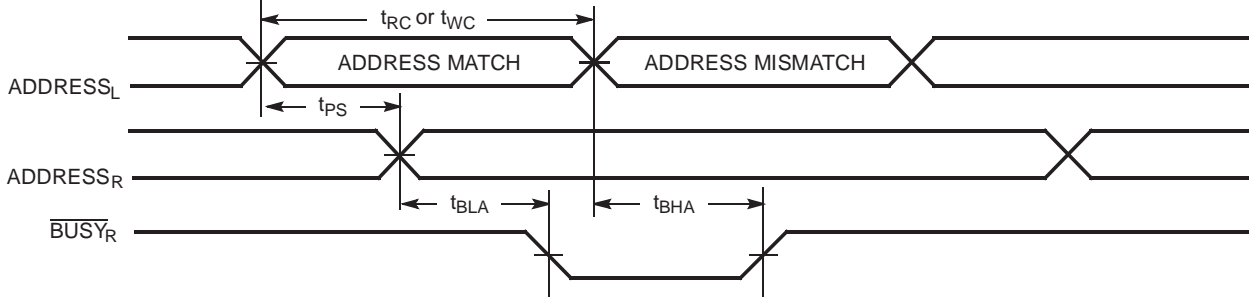 tRC or tWC
ADDRESS MATCH
ADDRESS MISMATCH
ADDRESSL
tPS
ADDRESSR
tBLA
tBHA
BUSYR